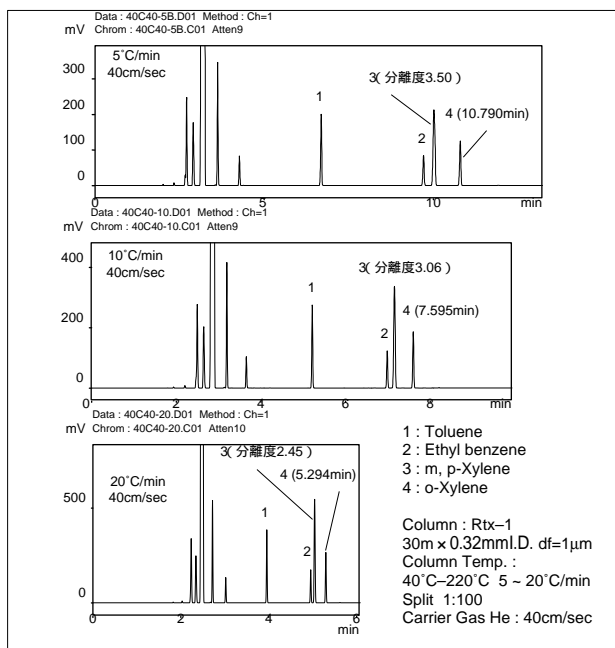 Data : 40C40-5B.D01 Method : Ch=1
mV Chrom : 40C40-5B.C01 Atten9
5˚C/min
40cm/sec
300
200
100
0
1
2
3( 分離度3.50 )
4 (10.790min)
5
10
min
Data : 40C40-10.D01 Method : Ch=1
mV Chrom : 40C40-10.C01 Atten9
10˚C/min
40cm/sec
400
200
0
1
2
3( 分離度3.06 )
4 (7.595min)
0
2
4
6
8
min
Data : 40C40-20.D01 Method : Ch=1
mV Chrom : 40C40-20.C01 Atten10
20˚C/min
40cm/sec
500
0
1
2
3( 分離度2.45 )
4 (5.294min)
0
2
4
6
min
1 : Toluene
2 : Ethyl benzene
3 : m, p-Xylene
4 : o-Xylene
Column : Rtx–1
30m × 0.32mmI.D. df=1µm
Column Temp. :
40˚C–220˚C 5 ~ 20˚C/min
Split 1:100
Carrier Gas He : 40cm/sec